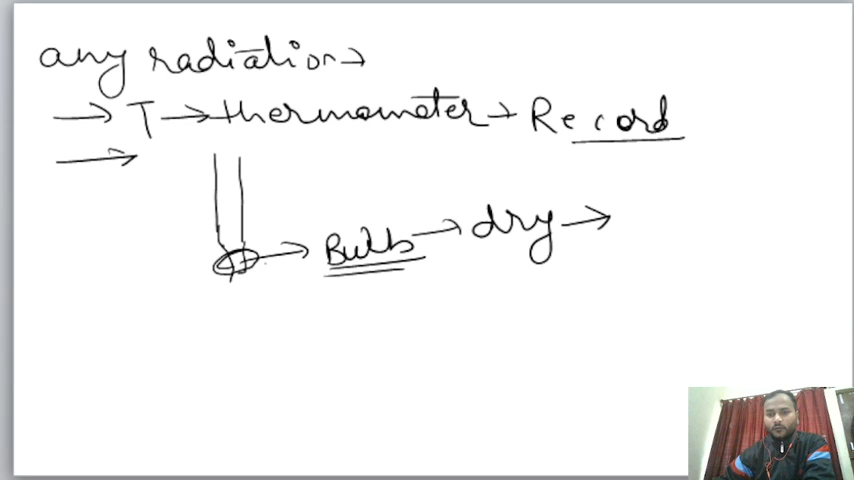 any radiation →
→ T → thermometer → Record
→
→ Bulb → dry →